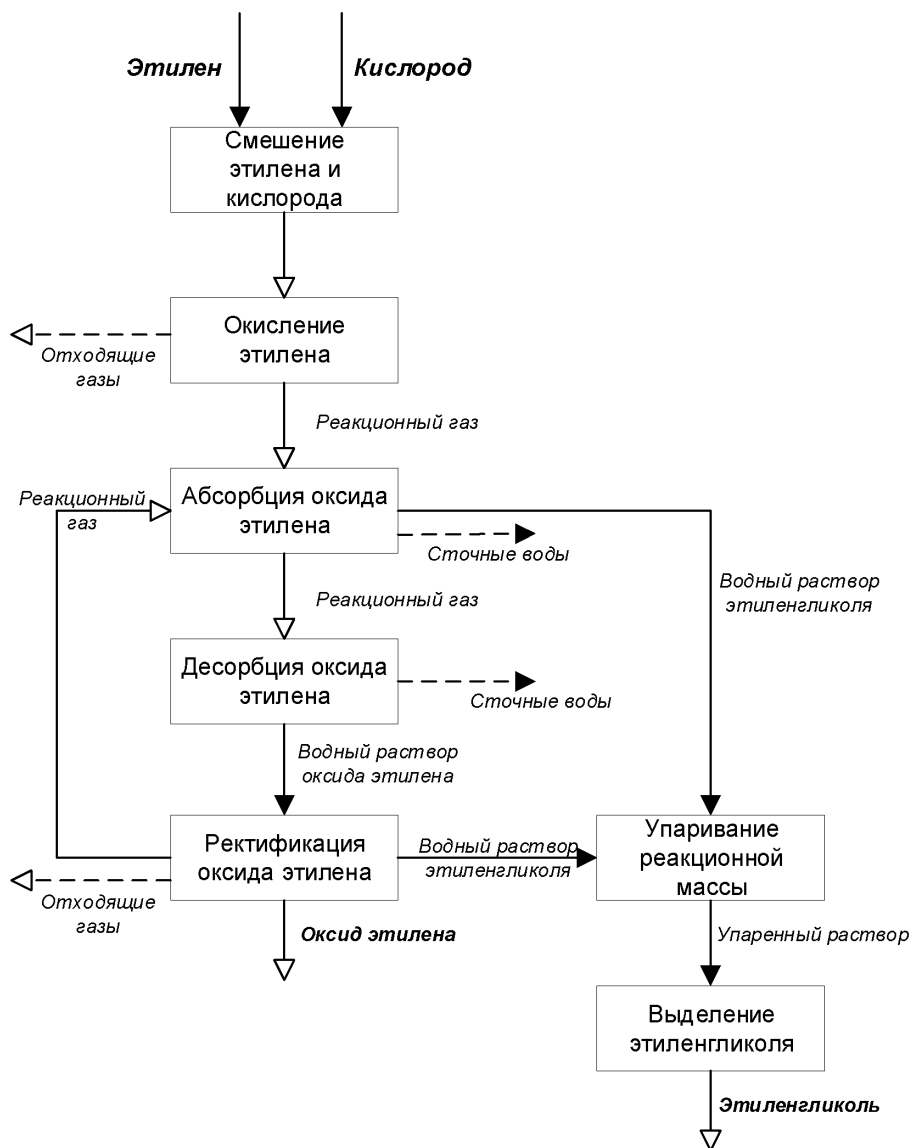 Этилен
Кислород
Смешение
этилена и
кислорода
Окисление
этилена
Отходящие
газы
Реакционный газ
Реакционный
газ
Абсорбция оксида
этилена
Сточные воды
Водный раствор
этиленгликоля
Реакционный газ
Десорбция оксида
этилена
Сточные воды
Водный раствор
оксида этилена
Ректификация
оксида этилена
Водный раствор
этиленгликоля
Упаривание
реакционной
массы
Отходящие
газы
Оксид этилена
Упаренный раствор
Выделение
этиленгликоля
Этиленгликоль